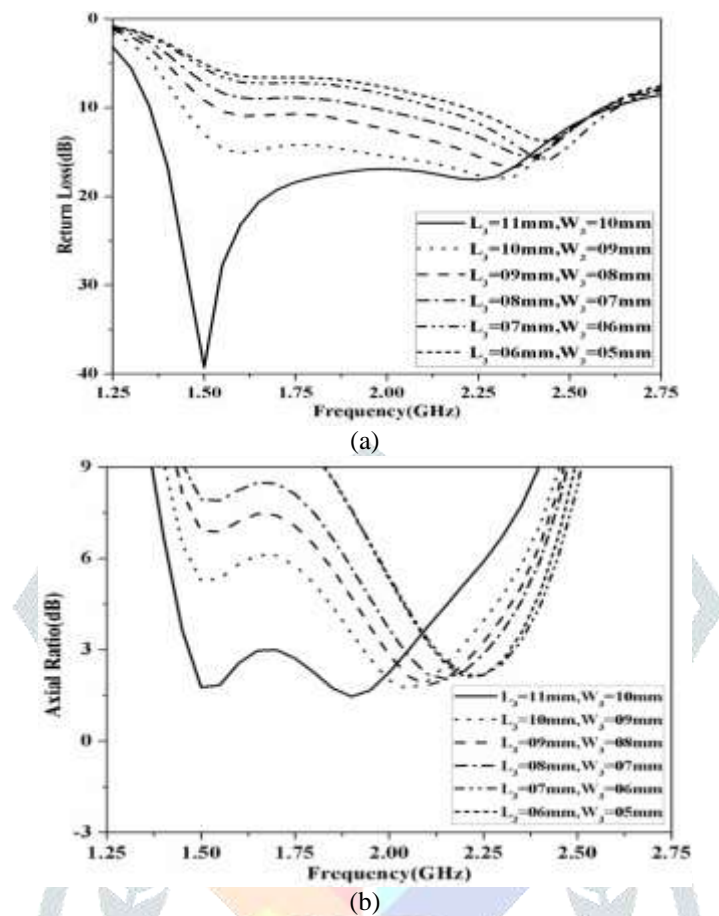 0
10
20
30
40
Return Loss(dB)
L₃=11mm,W₃=10mm
L₃=10mm,W₃=09mm
L₃=09mm,W₃=08mm
L₃=08mm,W₃=07mm
L₃=07mm,W₃=06mm
L₃=06mm,W₃=05mm
1.25 1.50 1.75 2.00 2.25 2.50 2.75
Frequency(GHz)
(a)
9
6
3
0
-3
Axial Ratio(dB)
L₃=11mm,W₃=10mm
L₃=10mm,W₃=09mm
L₃=09mm,W₃=08mm
L₃=08mm,W₃=07mm
L₃=07mm,W₃=06mm
L₃=06mm,W₃=05mm
1.25 1.50 1.75 2.00 2.25 2.50 2.75
Frequency(GHz)
(b)